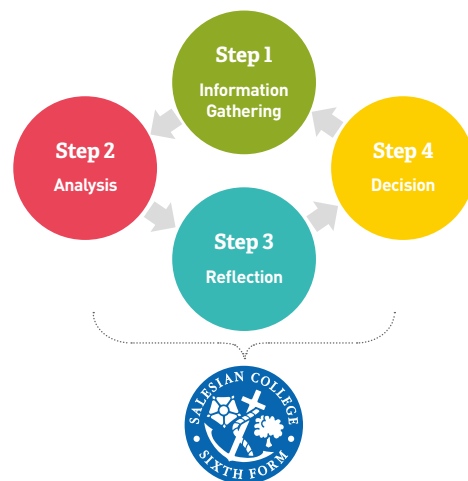 Step 1
Information
Gathering
Step 2
Analysis
Step 4
Decision
Step 3
Reflection
SALESIAN COLLEGE
SIXTH FORM